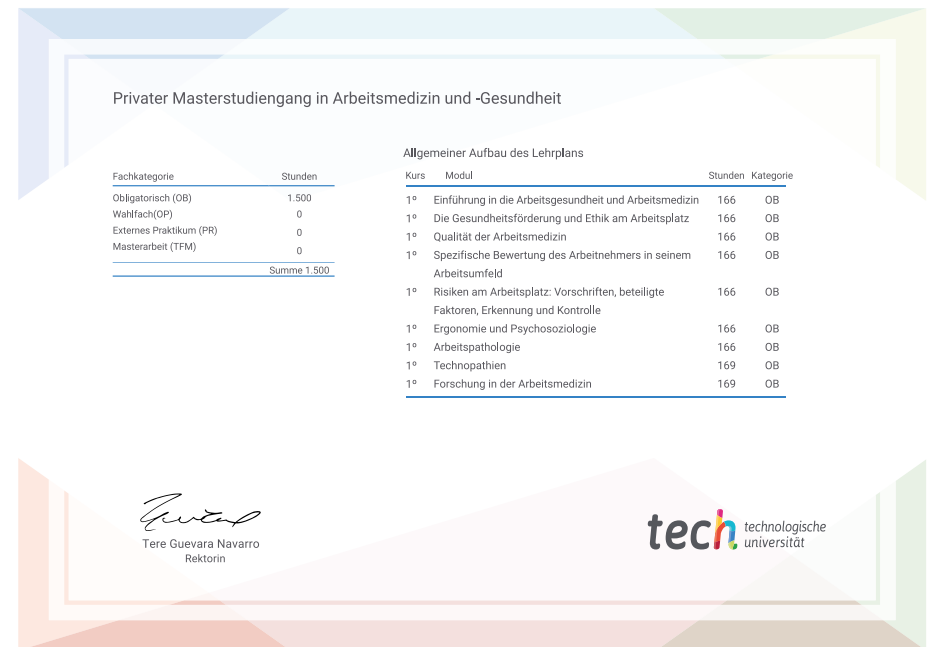 Privater Masterstudiengang in Arbeitsmedizin und -Gesundheit
Fachkategorie Stunden
Obligatorisch (OB) 1.500
Wahlfach(OP) 0
Externes Praktikum (PR) 0
Masterarbeit (TFM) 0
Summe 1.500
Allgemeiner Aufbau des Lehrplans
Kurs Modul Stunden Kategorie
1º Einführung in die Arbeitsgesundheit und Arbeitsmedizin 166 OB
1º Die Gesundheitsförderung und Ethik am Arbeitsplatz 166 OB
1º Qualität der Arbeitsmedizin 166 OB
1º Spezifische Bewertung des Arbeitnehmers in seinem 166 OB
Arbeitsumfeld
1º Risiken am Arbeitsplatz: Vorschriften, beteiligte 166 OB
Faktoren, Erkennung und Kontrolle
1º Ergonomie und Psychosoziologie 166 OB
1º Arbeitspathologie 166 OB
1º Technopathien 169 OB
1º Forschung in der Arbeitsmedizin 169 OB
Tere Guevara Navarro
Rektorin
tech technologische
universität